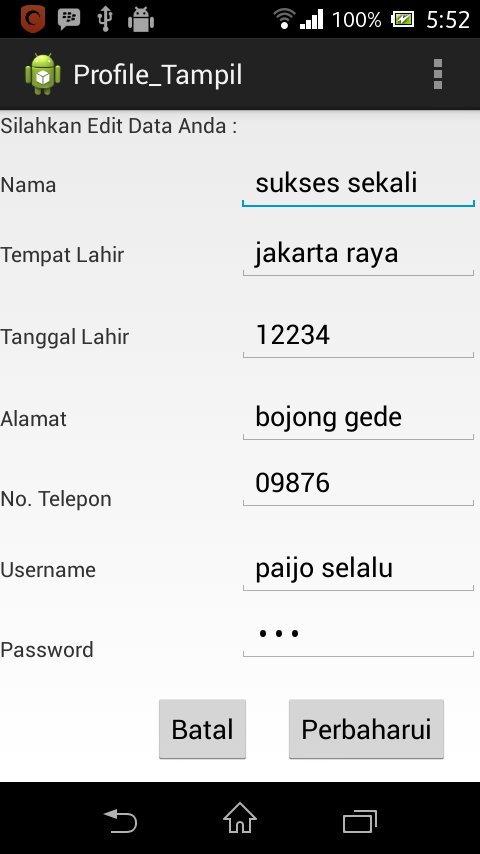 100% 5:52
Profile_Tampil
Silahkan Edit Data Anda :
Nama sukses sekali
Tempat Lahir jakarta raya
Tanggal Lahir 12234
Alamat bojong gede
No. Telepon 09876
Username paijo selalu
Password •••
Batal Perbaharui